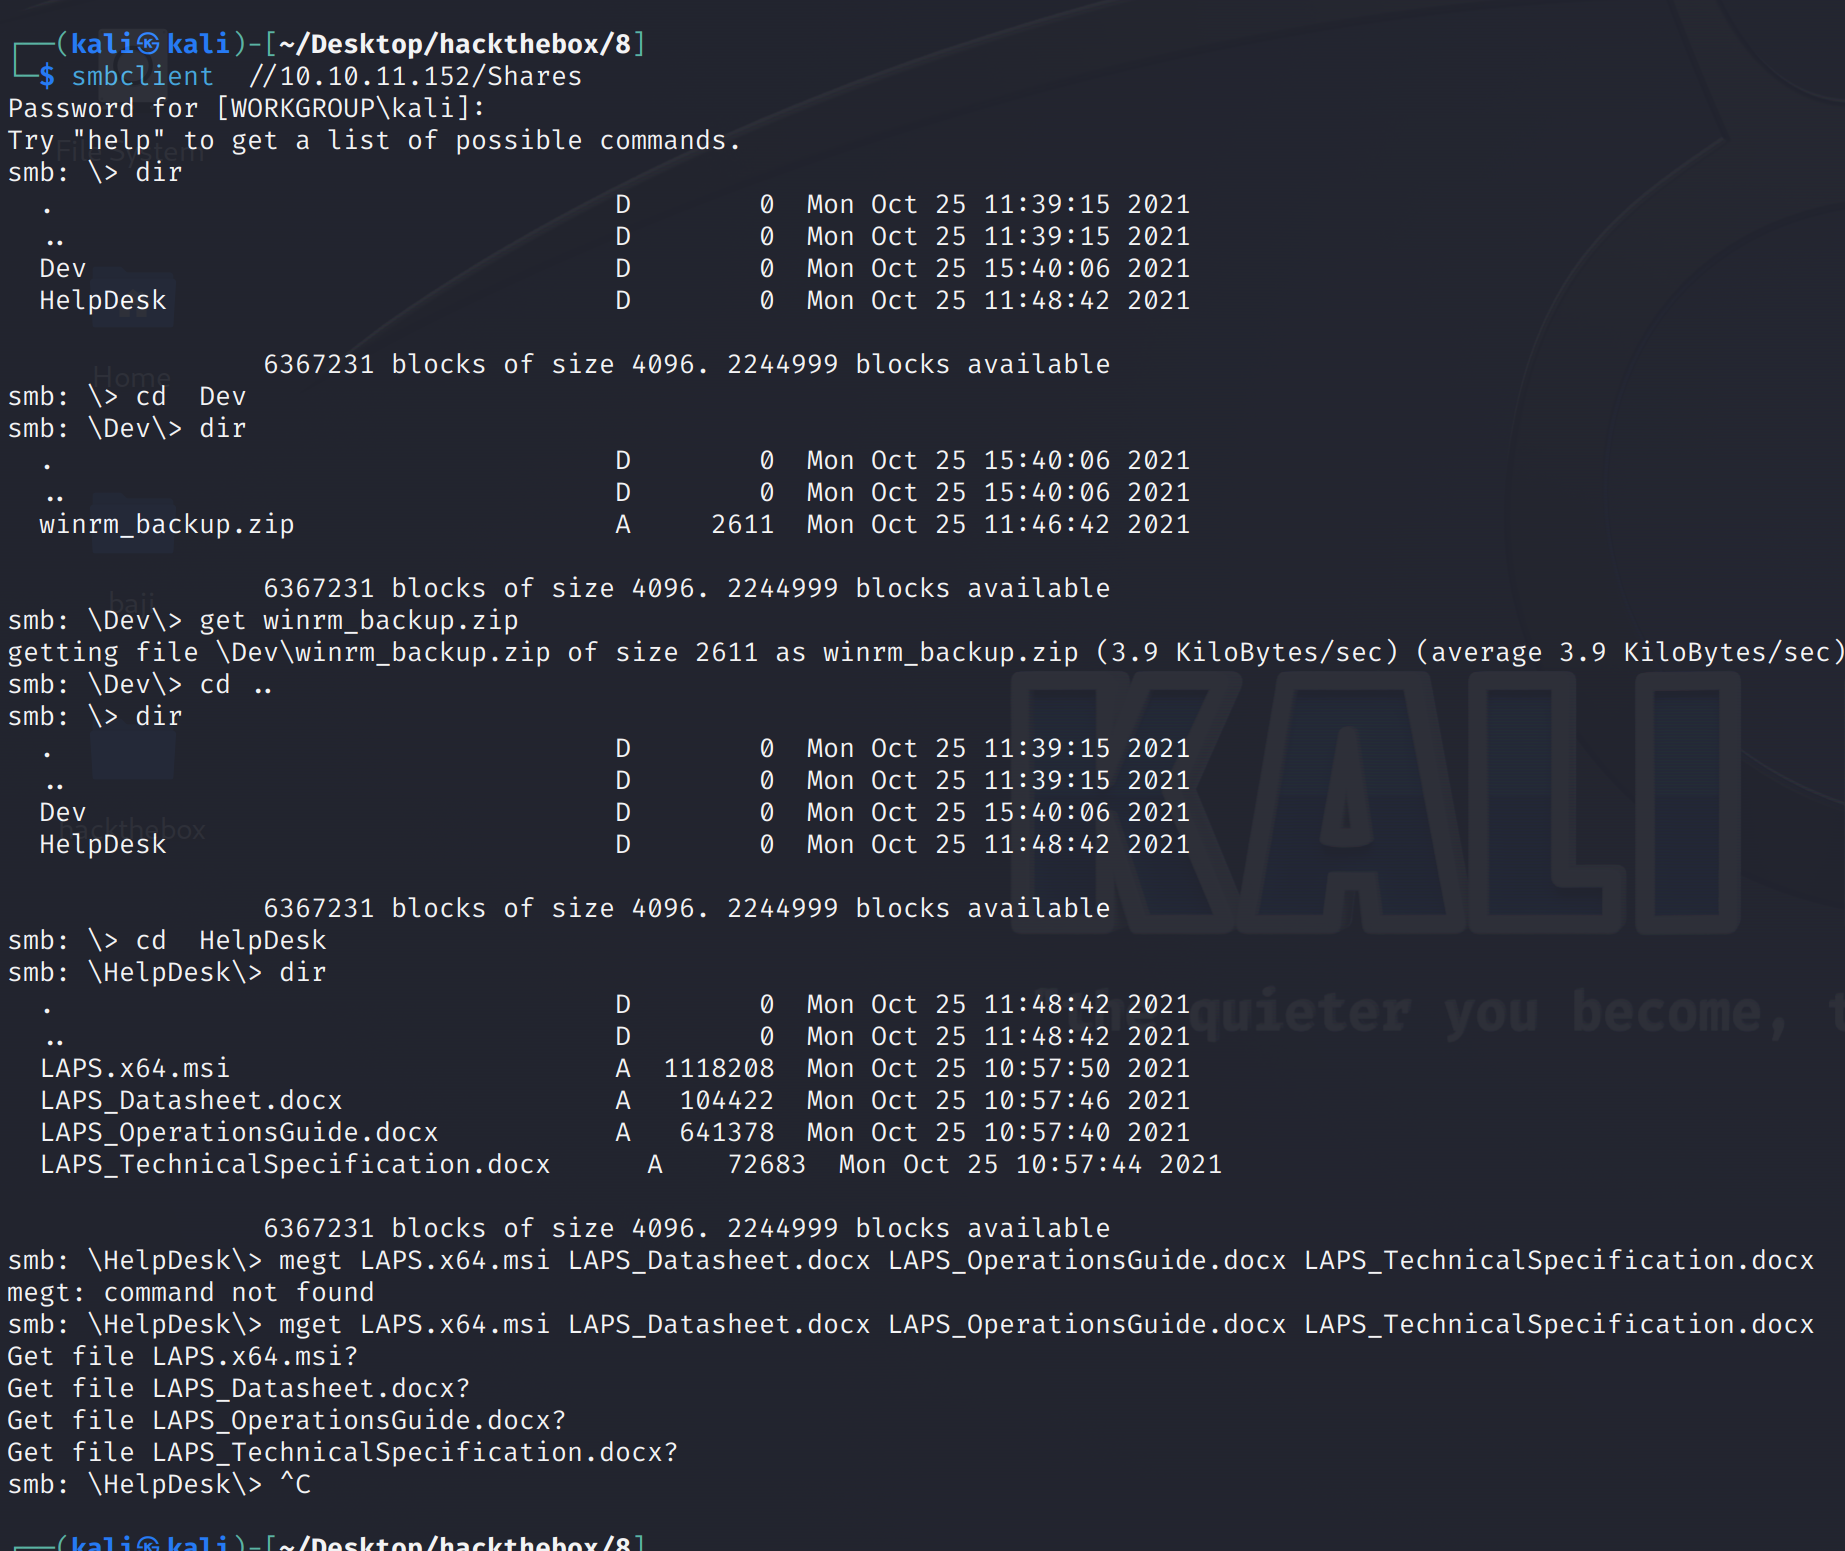 ┌──(kali㉿kali)-[~/Desktop/hackthebox/8]
└─$ smbclient  //10.10.11.152/Shares
Password for [WORKGROUP\kali]:
Try "help" to get a list of possible commands.
smb: \> dir
  .                                   D        0  Mon Oct 25 11:39:15 2021
  ..                                  D        0  Mon Oct 25 11:39:15 2021
  Dev                                 D        0  Mon Oct 25 15:40:06 2021
  HelpDesk                            D        0  Mon Oct 25 11:48:42 2021
                6367231 blocks of size 4096. 2244999 blocks available
smb: \> cd  Dev
smb: \Dev\> dir
  .                                   D        0  Mon Oct 25 15:40:06 2021
  ..                                  D        0  Mon Oct 25 15:40:06 2021
  winrm_backup.zip                    A     2611  Mon Oct 25 11:46:42 2021
                6367231 blocks of size 4096. 2244999 blocks available
smb: \Dev\> get winrm_backup.zip
getting file \Dev\winrm_backup.zip of size 2611 as winrm_backup.zip (3.9 KiloBytes/sec) (average 3.9 KiloBytes/sec)
smb: \Dev\> cd ..
smb: \> dir
  .                                   D        0  Mon Oct 25 11:39:15 2021
  ..                                  D        0  Mon Oct 25 11:39:15 2021
  Dev                                 D        0  Mon Oct 25 15:40:06 2021
  HelpDesk                            D        0  Mon Oct 25 11:48:42 2021
                6367231 blocks of size 4096. 2244999 blocks available
smb: \> cd  HelpDesk
smb: \HelpDesk\> dir
  .                                   D        0  Mon Oct 25 11:48:42 2021
  ..                                  D        0  Mon Oct 25 11:48:42 2021
  LAPS.x64.msi                        A  1118208  Mon Oct 25 10:57:50 2021
  LAPS_Datasheet.docx                 A   104422  Mon Oct 25 10:57:46 2021
  LAPS_OperationsGuide.docx           A   641378  Mon Oct 25 10:57:40 2021
  LAPS_TechnicalSpecification.docx      A    72683  Mon Oct 25 10:57:44 2021
                6367231 blocks of size 4096. 2244999 blocks available
smb: \HelpDesk\> megt LAPS.x64.msi LAPS_Datasheet.docx LAPS_OperationsGuide.docx LAPS_TechnicalSpecification.docx
megt: command not found
smb: \HelpDesk\> mget LAPS.x64.msi LAPS_Datasheet.docx LAPS_OperationsGuide.docx LAPS_TechnicalSpecification.docx
Get file LAPS.x64.msi?
Get file LAPS_Datasheet.docx?
Get file LAPS_OperationsGuide.docx?
Get file LAPS_TechnicalSpecification.docx?
smb: \HelpDesk\> ^C
┌──(kali㉿kali)-[~/Desktop/hackthebox/8]
File System
Home
baji
hackthebox
KALI
the quieter you become,